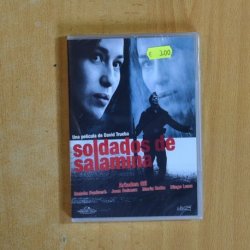 € 3,00
Una película de David Trueba
soldados de
salamina
Ariadna Gil
Ramón Fontserè Joan Dalmau María Botto Diego Luna